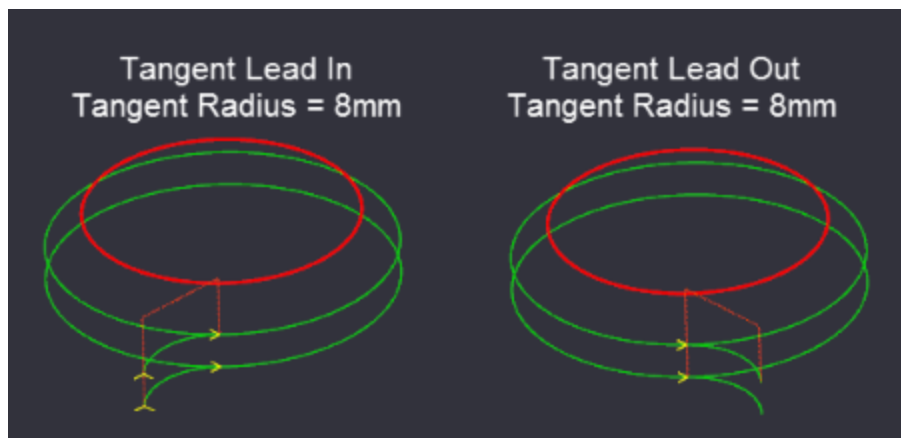 Tangent Lead In
Tangent Radius = 8mm
Tangent Lead Out
Tangent Radius = 8mm